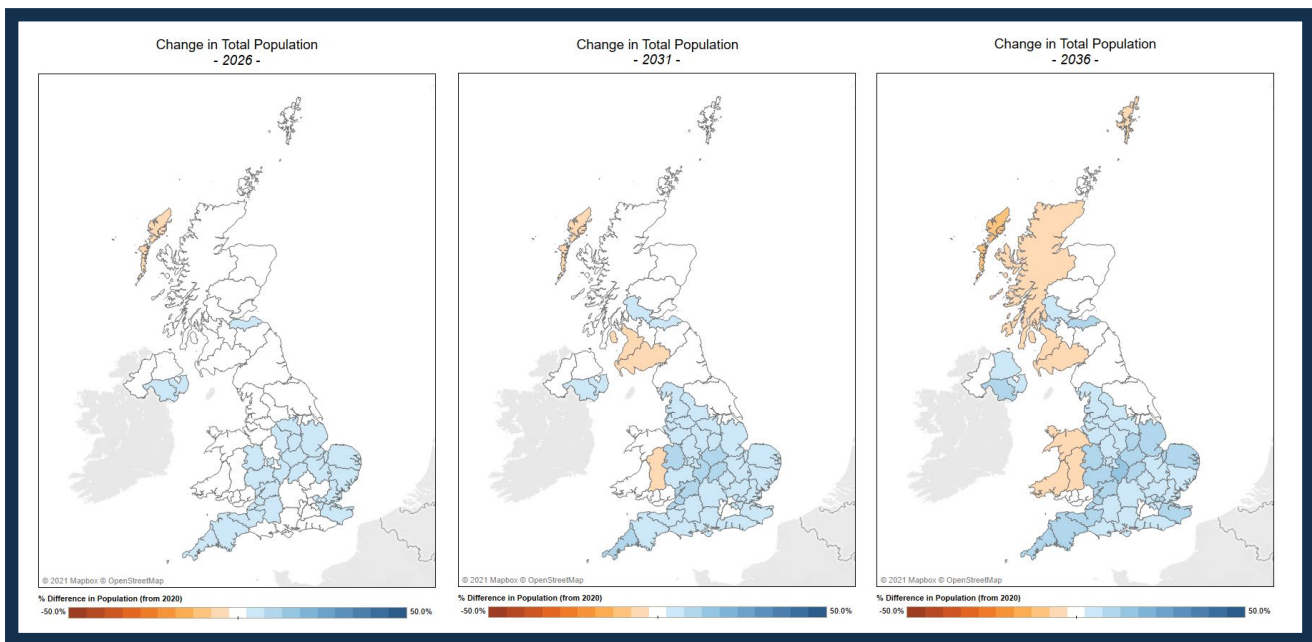 Change in Total Population
- 2026 -
© 2021 Mapbox © OpenStreetMap
% Difference in Population (from 2020)
-50.0% 50.0%
Change in Total Population
- 2031 -
© 2021 Mapbox © OpenStreetMap
% Difference in Population (from 2020)
-50.0% 50.0%
Change in Total Population
- 2036 -
© 2021 Mapbox © OpenStreetMap
% Difference in Population (from 2020)
-50.0% 50.0%